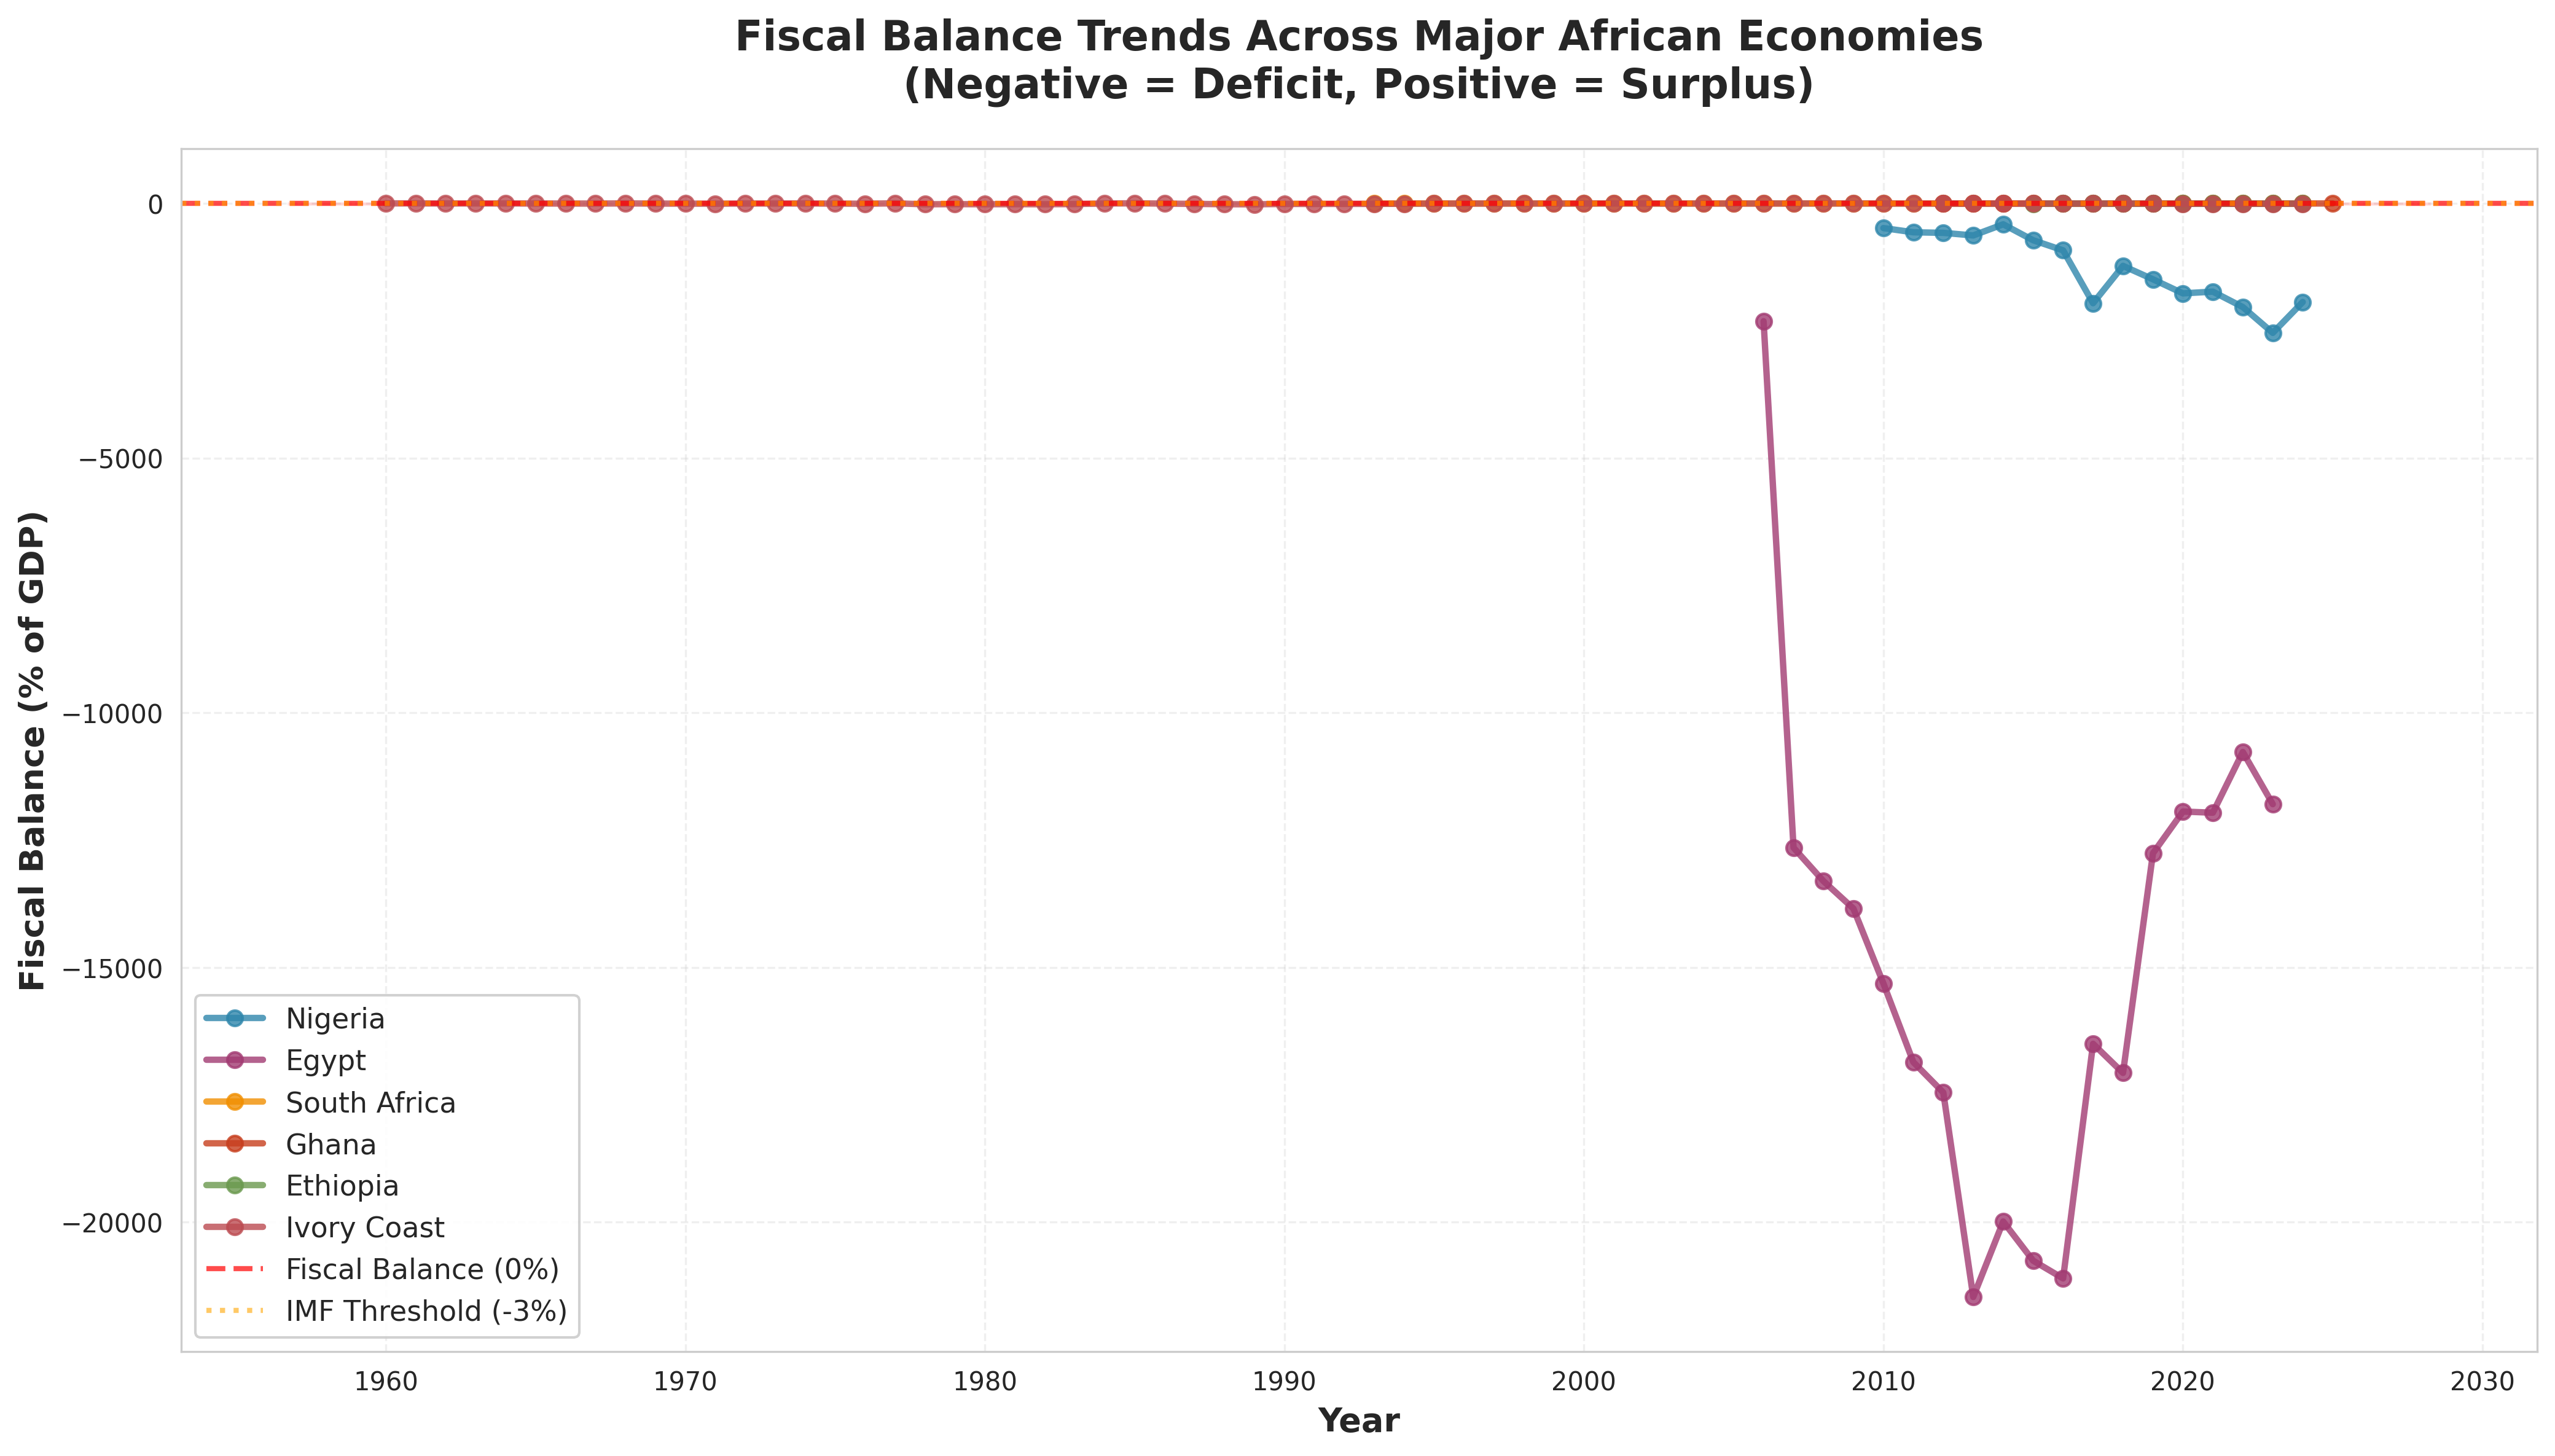 Fiscal Balance Trends Across Major African Economies
(Negative = Deficit, Positive = Surplus)
Fiscal Balance (% of GDP)
0
−5000
−10000
−15000
−20000
Nigeria
Egypt
South Africa
Ghana
Ethiopia
Ivory Coast
Fiscal Balance (0%)
IMF Threshold (-3%)
1960
1970
1980
1990
2000
2010
2020
2030
Year